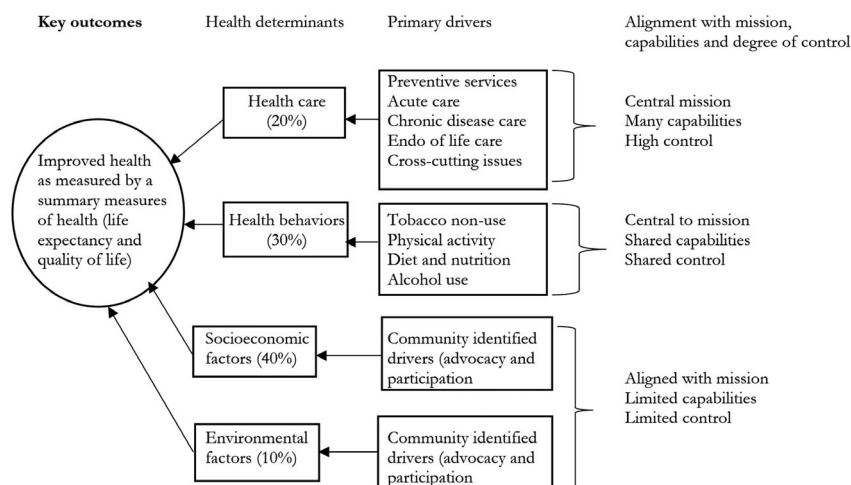 Key outcomes
Health determinants
Primary drivers
Alignment with mission,
capabilities and degree of control
Improved health
as measured by a
summary measures
of health (life
expectancy and
quality of life)
Health care
(20%)
Preventive services
Acute care
Chronic disease care
Endo of life care
Cross-cutting issues
Central mission
Many capabilities
High control
Health behaviors
(30%)
Tobacco non-use
Physical activity
Diet and nutrition
Alcohol use
Central to mission
Shared capabilities
Shared control
Socioeconomic
factors (40%)
Community identified
drivers (advocacy and
participation
Environmental
factors (10%)
Community identified
drivers (advocacy and
participation
Aligned with mission
Limited capabilities
Limited control